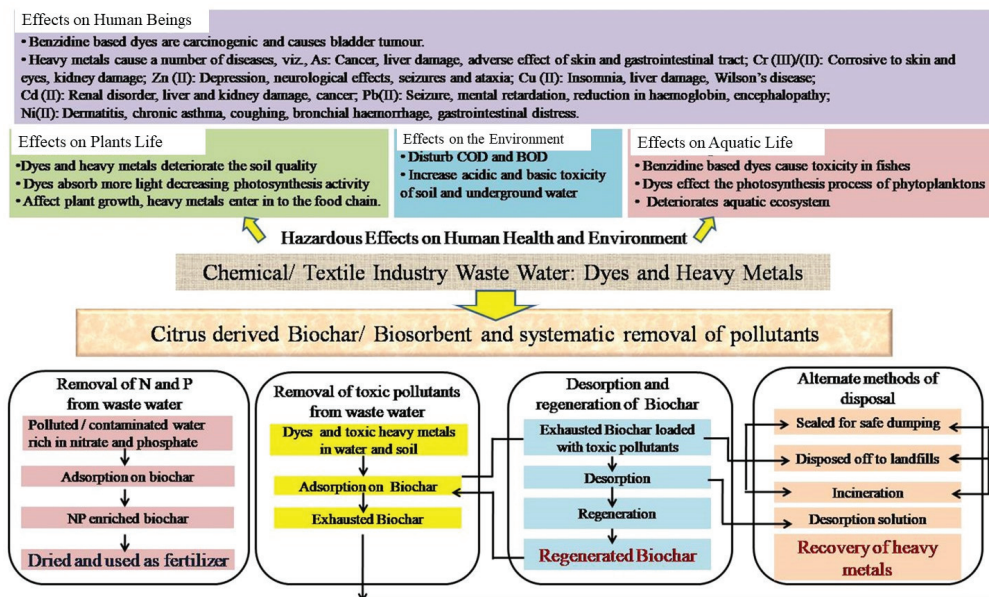 Effects on Human Beings
• Benzidine based dyes are carcinogenic and causes bladder tumour.
• Heavy metals cause a number of diseases, viz., As: Cancer, liver damage, adverse effect of skin and gastrointestinal tract; Cr (III)/(II): Corrosive to skin and
eyes, kidney damage; Zn (II): Depression, neurological effects, seizures and ataxia; Cu (II): Insomnia, liver damage, Wilson's disease;
Cd (II): Renal disorder, liver and kidney damage, cancer; Pb(II): Seizure, mental retardation, reduction in haemoglobin, encephalopathy;
Ni(II): Dermatitis, chronic asthma, coughing, bronchial haemorrhage, gastrointestinal distress.
Effects on Plants Life
• Dyes and heavy metals deteriorate the soil quality
• Dyes absorb more light decreasing photosynthesis activity
• Affect plant growth, heavy metals enter in to the food chain.
Effects on the Environment
• Disturb COD and BOD
• Increase acidic and basic toxicity
of soil and underground water
Effects on Aquatic Life
• Benzidine based dyes cause toxicity in fishes
• Dyes effect the photosynthesis process of phytoplanktons
• Deteriorates aquatic ecosystem
Hazardous Effects on Human Health and Environment
Chemical/ Textile Industry Waste Water: Dyes and Heavy Metals
Citrus derived Biochar/ Biosorbent and systematic removal of pollutants
Removal of N and P
from waste water
Polluted / contaminated water
rich in nitrate and phosphate
Adsorption on biochar
NP enriched biochar
Dried and used as fertilizer
Removal of toxic pollutants
from waste water
Dyes and toxic heavy metals
in water and soil
Adsorption on Biochar
Exhausted Biochar
Desorption and
regeneration of Biochar
Exhausted Biochar loaded
with toxic pollutants
Desorption
Regeneration
Regenerated Biochar
Alternate methods of
disposal
Sealed for safe dumping
Disposed off to landfills
Incineration
Desorption solution
Recovery of heavy
metals